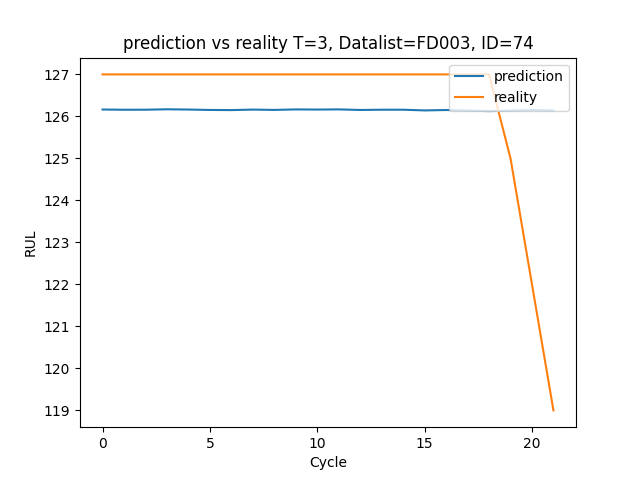 prediction vs reality T=3, Datalist=FD003, ID=74
127
126
125
124
123
122
121
120
119
RUL
prediction
reality
0 5 10 15 20
Cycle